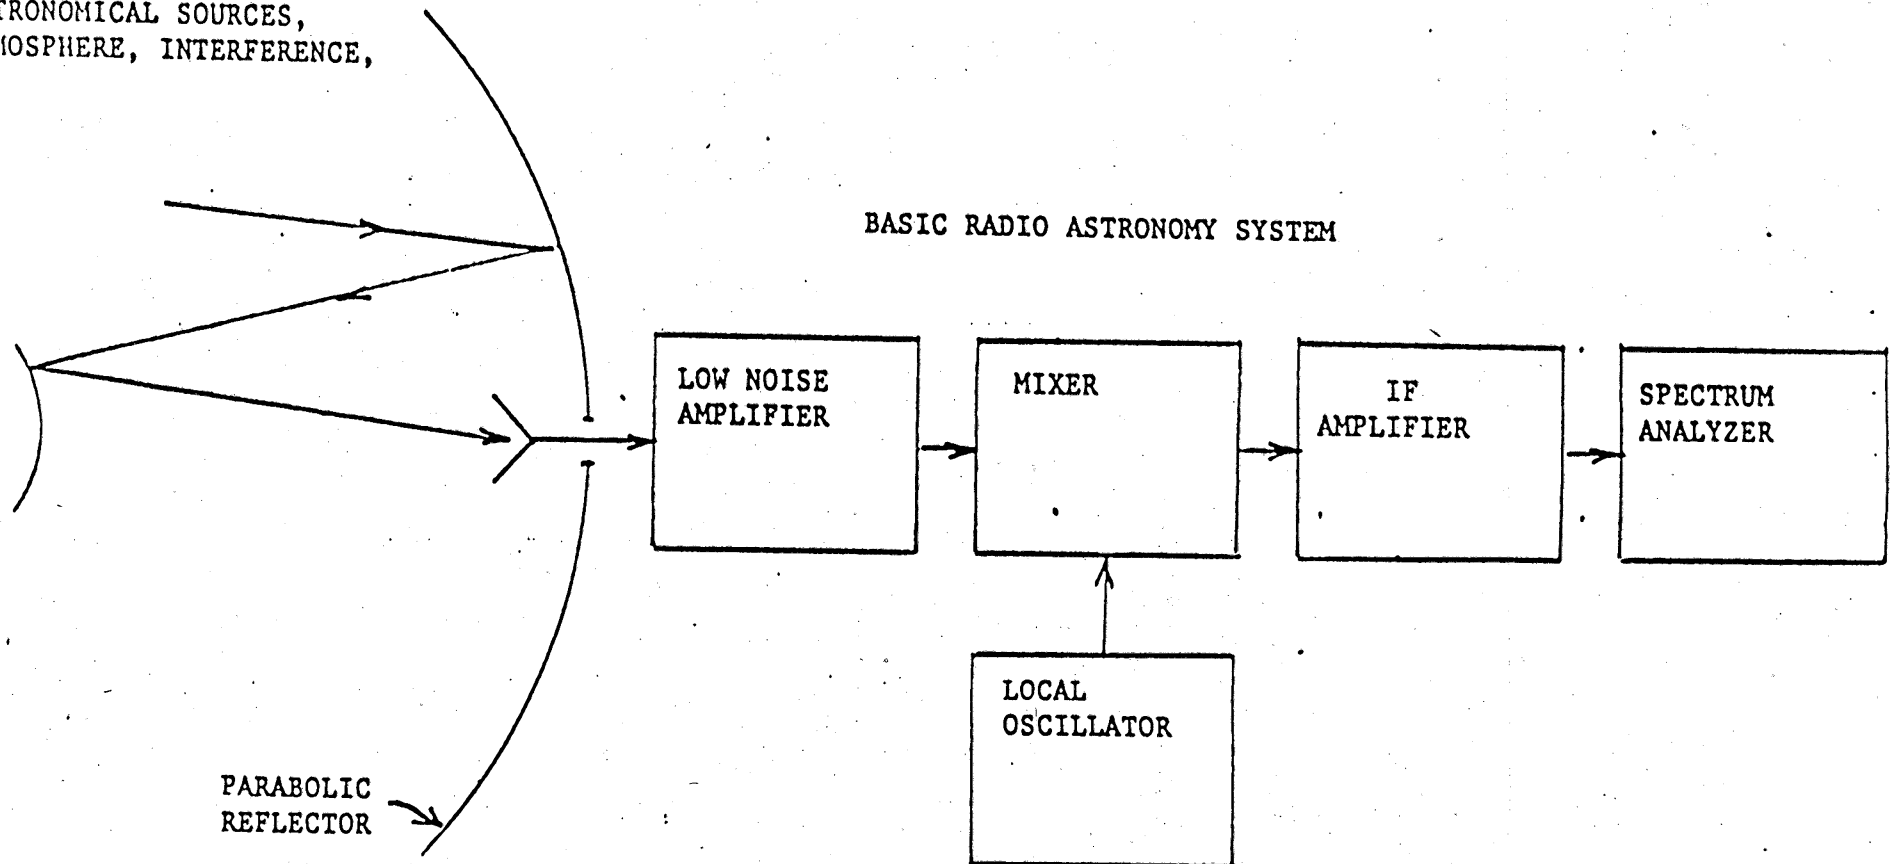 TRONOMICAL SOURCES,
MOSPHERE, INTERFERENCE,
BASIC RADIO ASTRONOMY SYSTEM
LOW NOISE
AMPLIFIER
MIXER
IF
AMPLIFIER
SPECTRUM
ANALYZER
LOCAL
OSCILLATOR
PARABOLIC
REFLECTOR